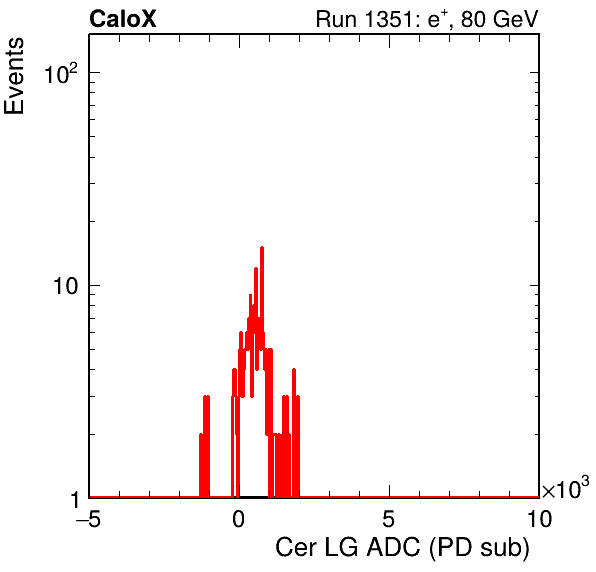 CaloX Run 1351: e⁺, 80 GeV
Events
10²
10
1
−5 0 5 10
×10³
Cer LG ADC (PD sub)